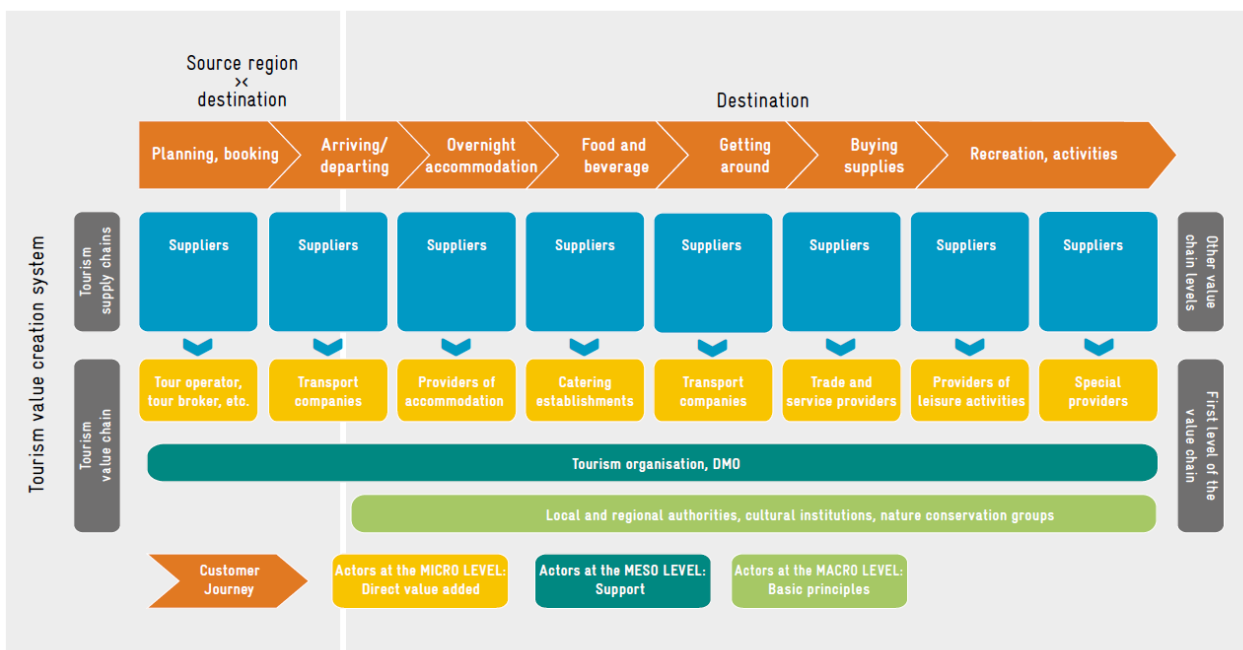 Source region
><
destination
Destination
Planning, booking
Arriving/
departing
Overnight
accommodation
Food and
beverage
Getting
around
Buying
supplies
Recreation, activities
Tourism value creation system
Tourism
supply chains
Suppliers
Suppliers
Suppliers
Suppliers
Suppliers
Suppliers
Suppliers
Suppliers
Other value
chain levels
Tourism
value chain
Tour operator,
tour broker, etc.
Transport
companies
Providers of
accommodation
Catering
establishments
Transport
companies
Trade and
service providers
Providers of
leisure activities
Special
providers
First level of the
value chain
Tourism organisation, DMO
Local and regional authorities, cultural institutions, nature conservation groups
Customer
Journey
Actors at the MICRO LEVEL:
Direct value added
Actors at the MESO LEVEL:
Support
Actors at the MACRO LEVEL:
Basic principles